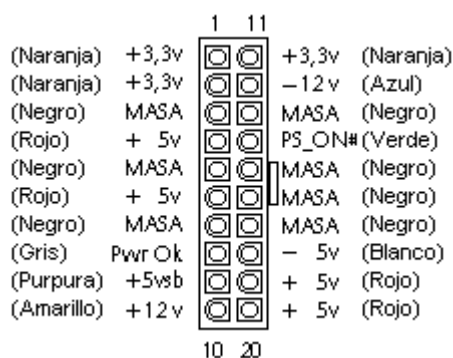 1 11
(Naranja) +3,3v +3,3v (Naranja)
(Naranja) +3,3v −12v (Azul)
(Negro) MASA MASA (Negro)
(Rojo) + 5v PS_ON# (Verde)
(Negro) MASA MASA (Negro)
(Rojo) + 5v MASA (Negro)
(Negro) MASA MASA (Negro)
(Gris) Pwr Ok − 5v (Blanco)
(Purpura) +5vsb + 5v (Rojo)
(Amarillo) +12v + 5v (Rojo)
10 20